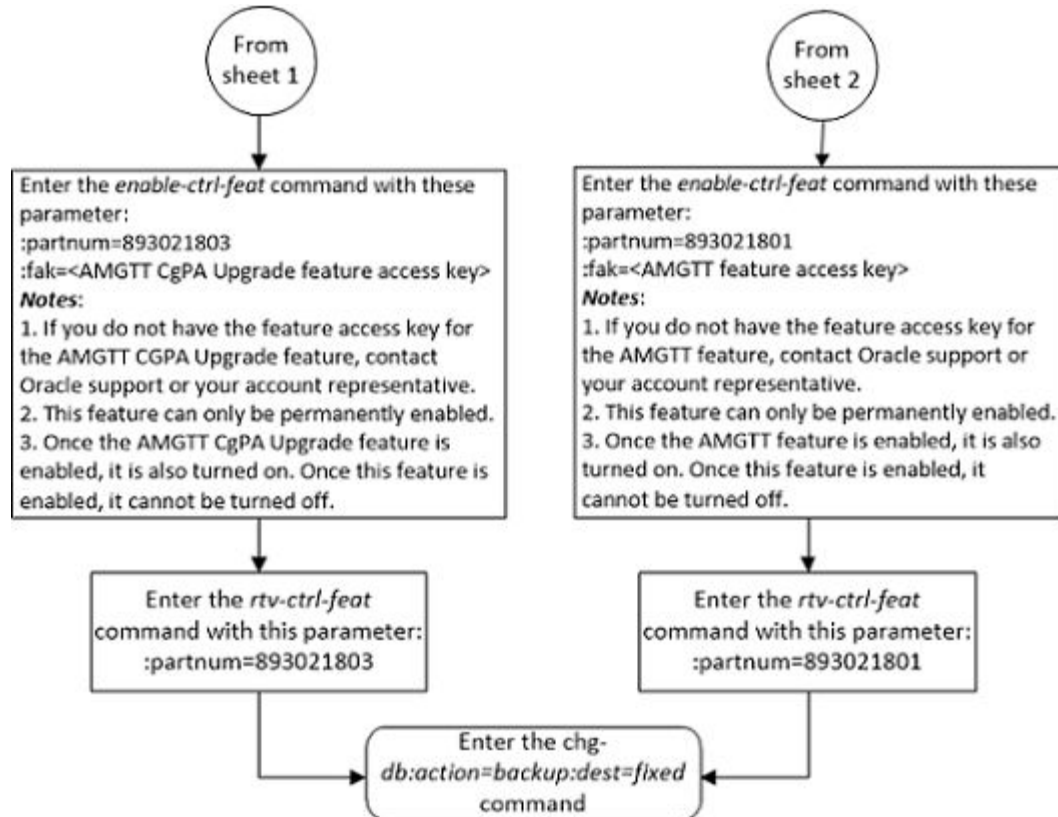 From
sheet 1
Enter the enable-ctrl-feat command with these
parameter:
:partnum=893021803
:fak=<AMGTT CgPA Upgrade feature access key>
Notes:
1. If you do not have the feature access key for
the AMGTT CGPA Upgrade feature, contact
Oracle support or your account representative.
2. This feature can only be permanently enabled.
3. Once the AMGTT CgPA Upgrade feature is
enabled, it is also turned on. Once this feature is
enabled, it cannot be turned off.
Enter the rtv-ctrl-feat
command with this parameter:
:partnum=893021803
From
sheet 2
Enter the enable-ctrl-feat command with these
parameter:
:partnum=893021801
:fak=<AMGTT feature access key>
Notes:
1. If you do not have the feature access key for
the AMGTT feature, contact Oracle support or
your account representative.
2. This feature can only be permanently enabled.
3. Once the AMGTT feature is enabled, it is also
turned on. Once this feature is enabled, it
cannot be turned off.
Enter the rtv-ctrl-feat
command with this parameter:
:partnum=893021801
Enter the chg-
db:action=backup:dest=fixed
command